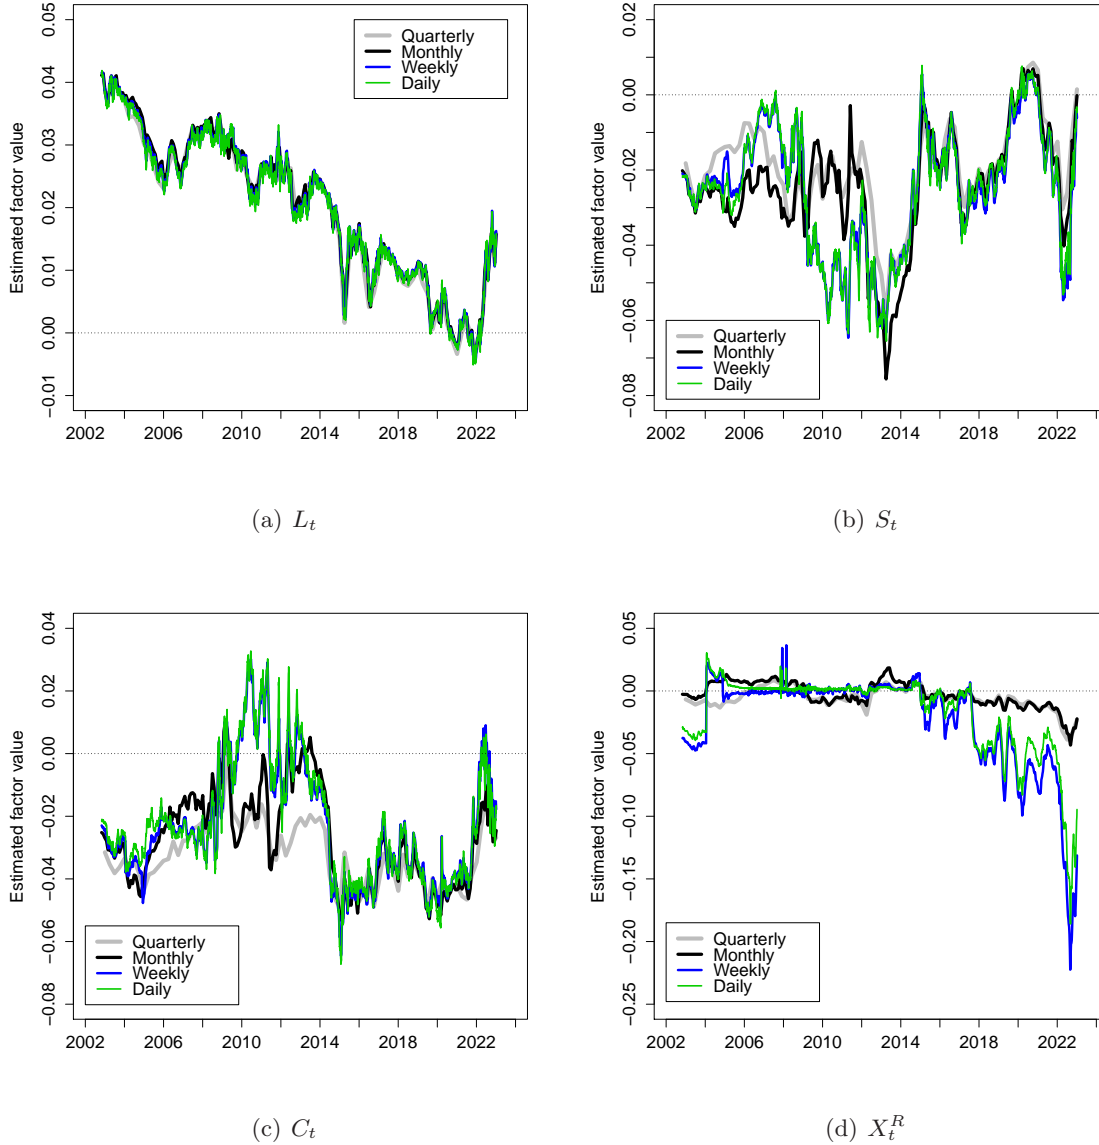 0.05
0.04
0.03
0.02
0.01
0.00
−0.01
Estimated factor value
Quarterly
Monthly
Weekly
Daily
2002 2006 2010 2014 2018 2022
(a) L_t
0.02
0.00
−0.02
−0.04
−0.06
−0.08
Estimated factor value
Quarterly
Monthly
Weekly
Daily
2002 2006 2010 2014 2018 2022
(b) S_t
0.04
0.02
0.00
−0.02
−0.04
−0.06
−0.08
Estimated factor value
Quarterly
Monthly
Weekly
Daily
2002 2006 2010 2014 2018 2022
(c) C_t
0.05
0.00
−0.05
−0.10
−0.15
−0.20
−0.25
Estimated factor value
Quarterly
Monthly
Weekly
Daily
2002 2006 2010 2014 2018 2022
(d) X_t^R